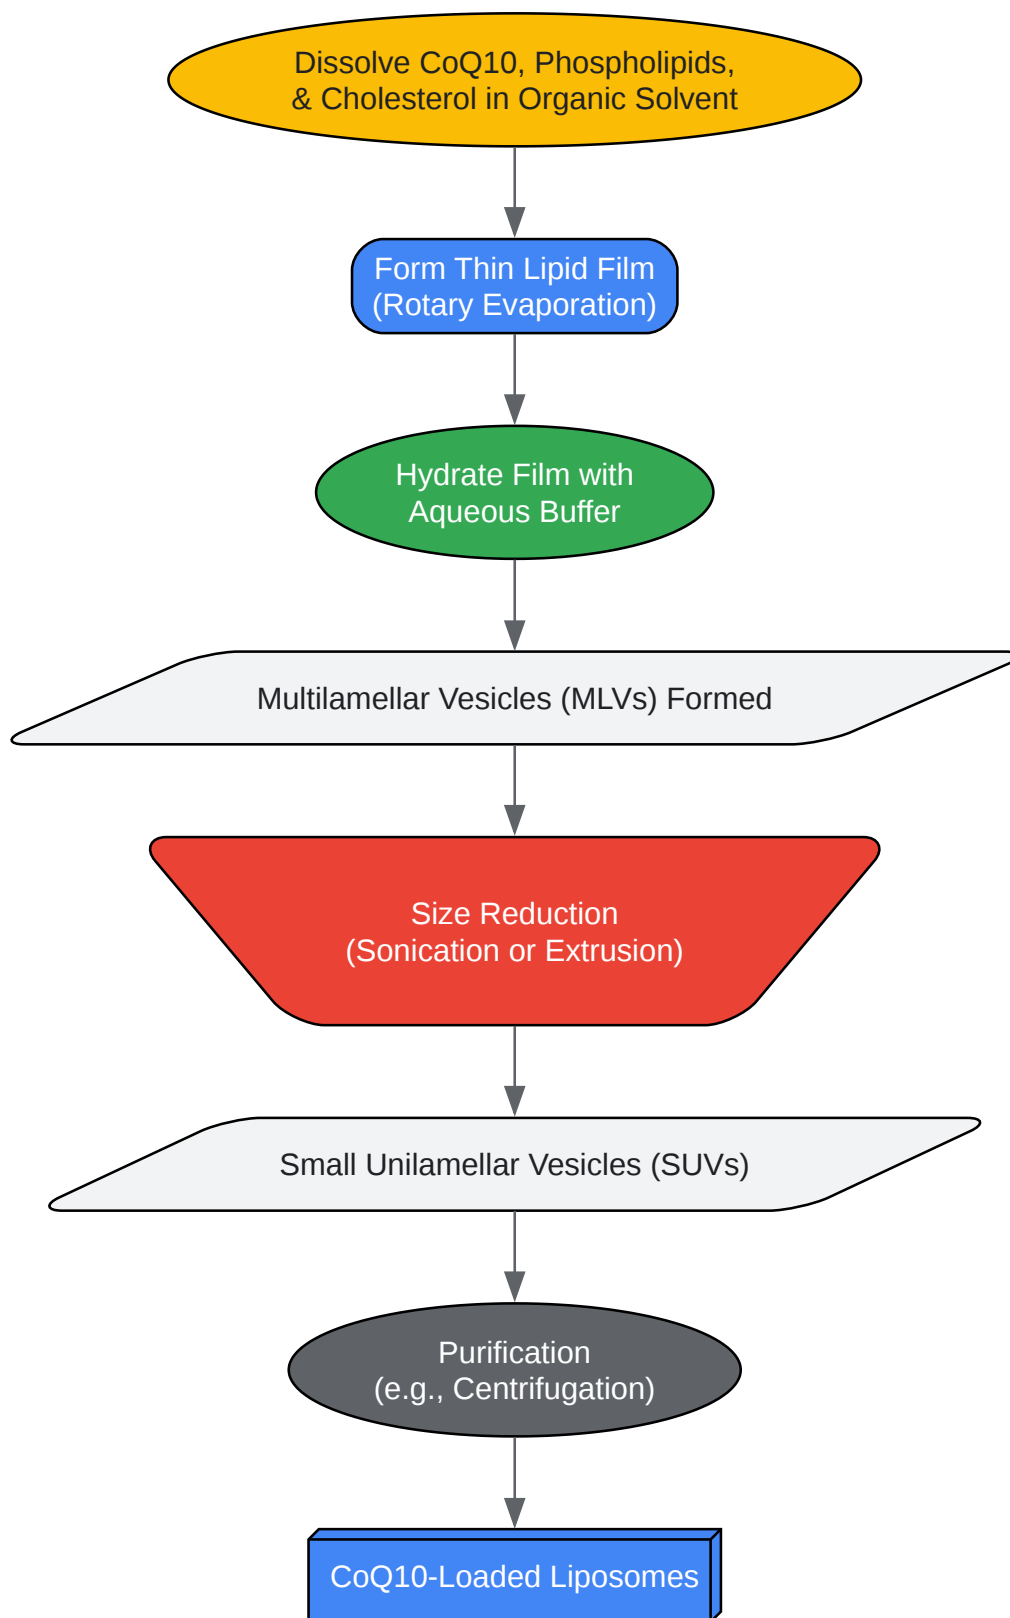 Dissolve CoQ10, Phospholipids,
& Cholesterol in Organic Solvent
Form Thin Lipid Film
(Rotary Evaporation)
Hydrate Film with
Aqueous Buffer
Multilamellar Vesicles (MLVs) Formed
Size Reduction
(Sonication or Extrusion)
Small Unilamellar Vesicles (SUVs)
Purification
(e.g., Centrifugation)
CoQ10-Loaded Liposomes